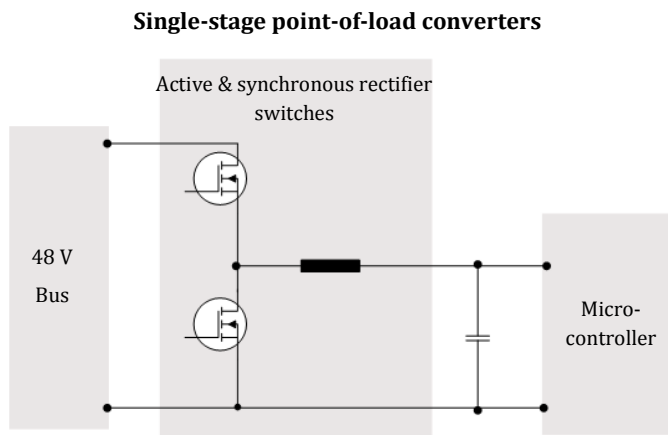 Single-stage point-of-load converters
Active & synchronous rectifier
switches
48 V
Bus
Micro-
controller